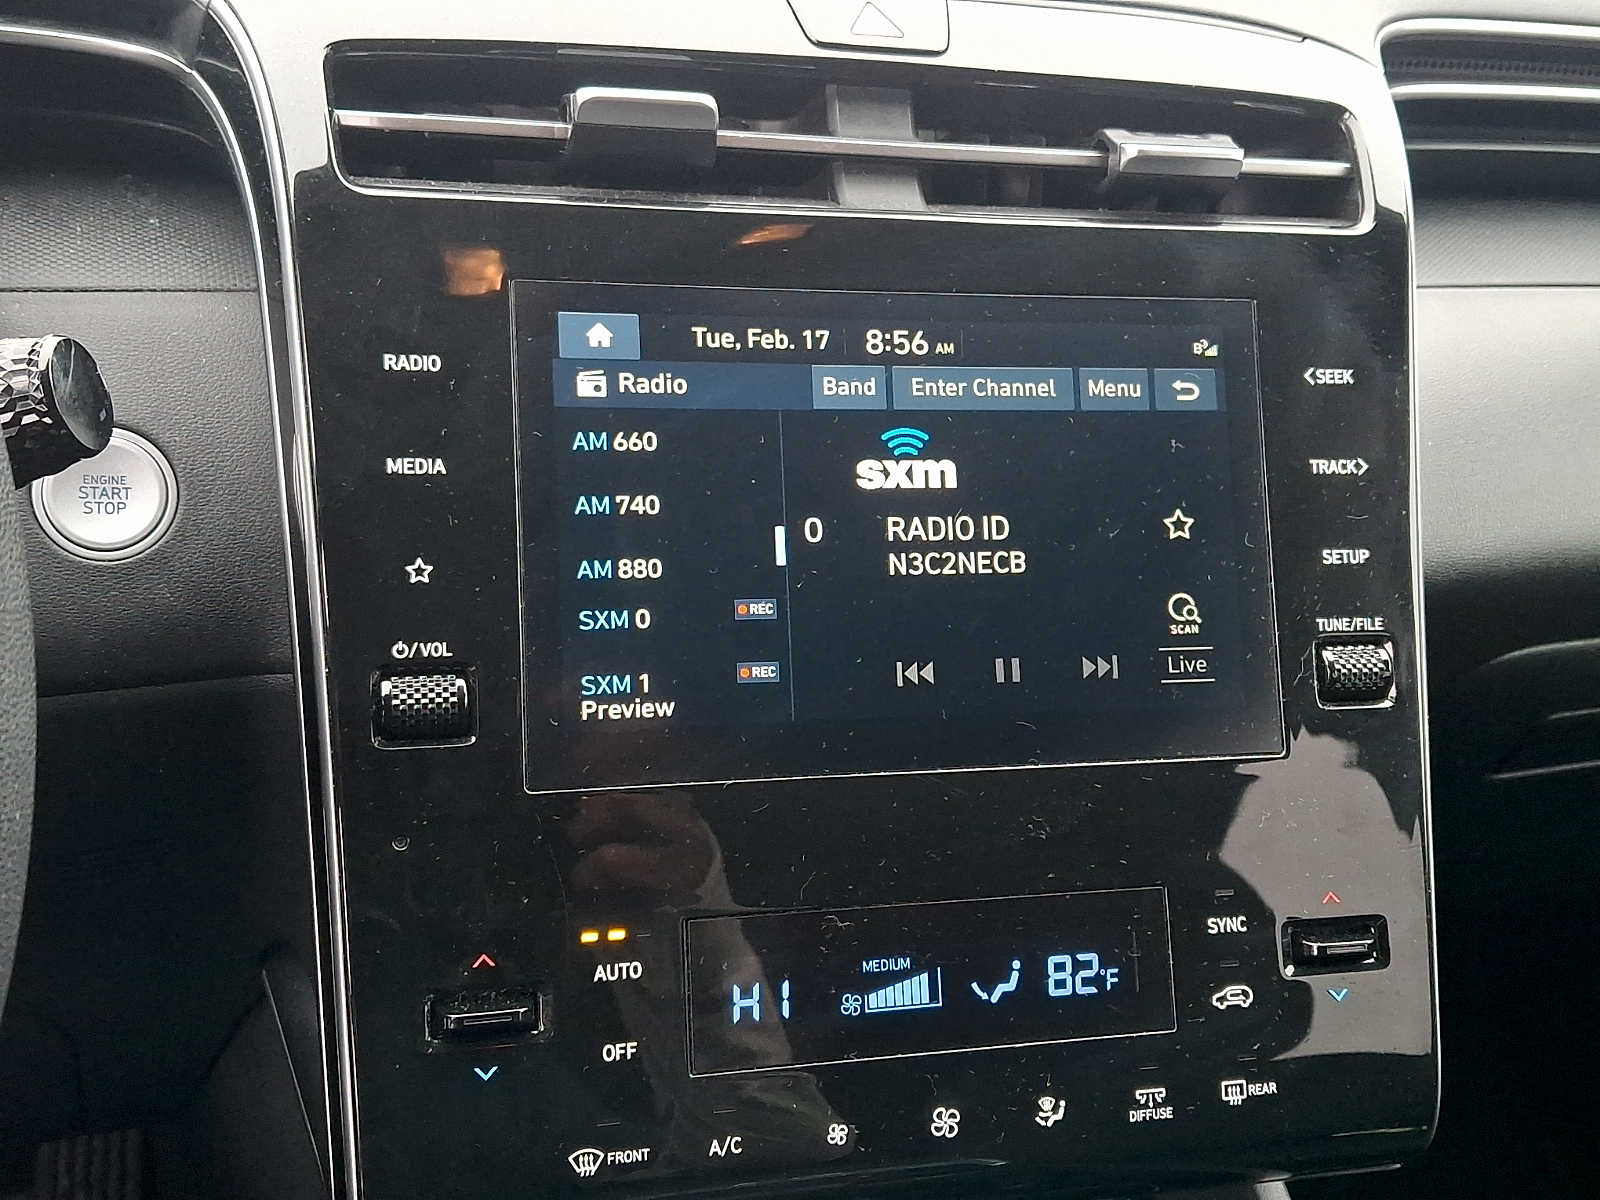 Tue, Feb. 17 8:56 AM
Radio Band Enter Channel Menu
AM 660
AM 740
AM 880
SXM 0 REC
SXM 1 REC
Preview
sxm
0 RADIO ID
N3C2NECB
SCAN
Live
RADIO
MEDIA
/VOL
<SEEK
TRACK>
SETUP
TUNE/FILE
ENGINE
START
STOP
AUTO
OFF
HI MEDIUM 82°F
SYNC
FRONT
A/C
DIFFUSE
REAR